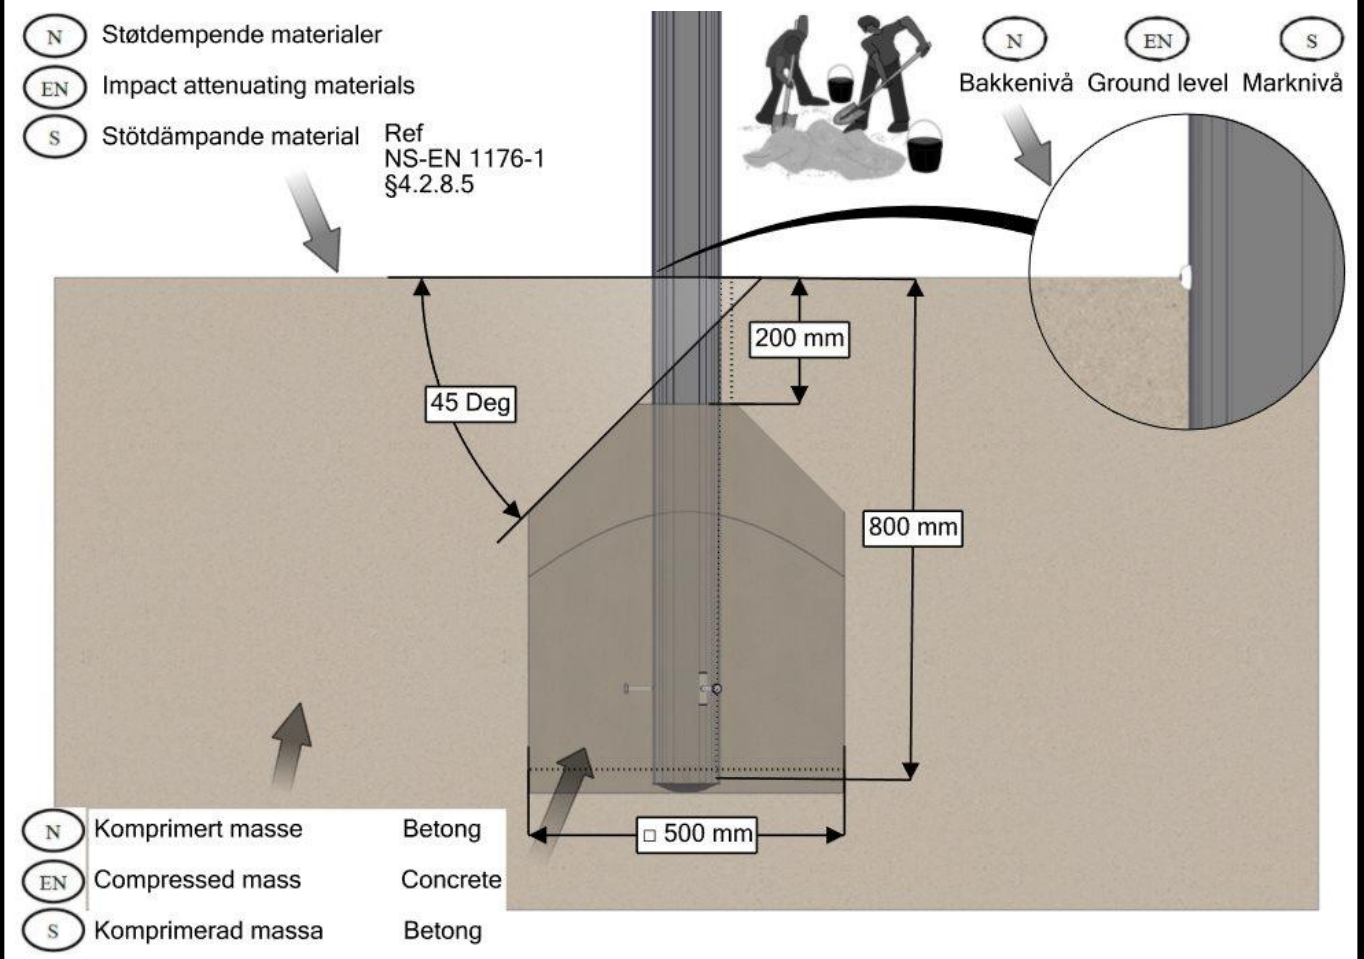 N Støtdempende materialer
EN Impact attenuating materials
S Stötdämpande material
Ref
NS-EN 1176-1
§4.2.8.5
N EN S
Bakkenivå Ground level Marknivå
200 mm
45 Deg
800 mm
□ 500 mm
N Komprimert masse Betong
EN Compressed mass Concrete
S Komprimerad massa Betong